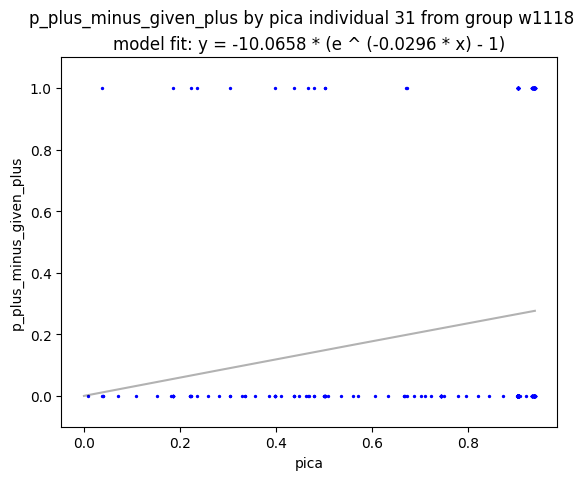 p_plus_minus_given_plus by pica individual 31 from group w1118
model fit: y = -10.0658 * (e ^ (-0.0296 * x) - 1)
1.0
0.8
0.6
0.4
0.2
0.0
p_plus_minus_given_plus
0.0 0.2 0.4 0.6 0.8
pica